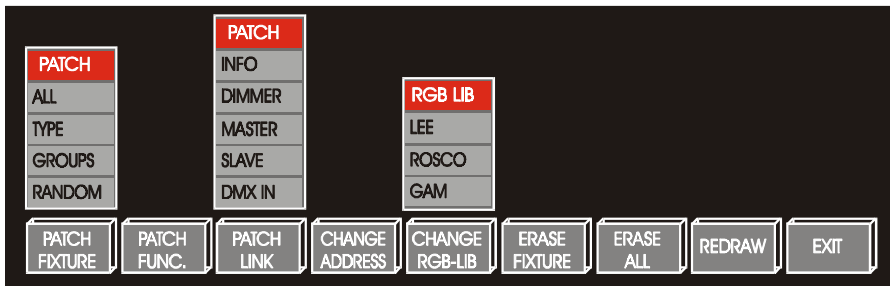 PATCH
ALL
TYPE
GROUPS
RANDOM
PATCH
INFO
DIMMER
MASTER
SLAVE
DMX IN
RGB LIB
LEE
ROSCO
GAM
PATCH
FIXTURE
PATCH
FUNC.
PATCH
LINK
CHANGE
ADDRESS
CHANGE
RGB-LIB
ERASE
FIXTURE
ERASE
ALL
REDRAW
EXIT